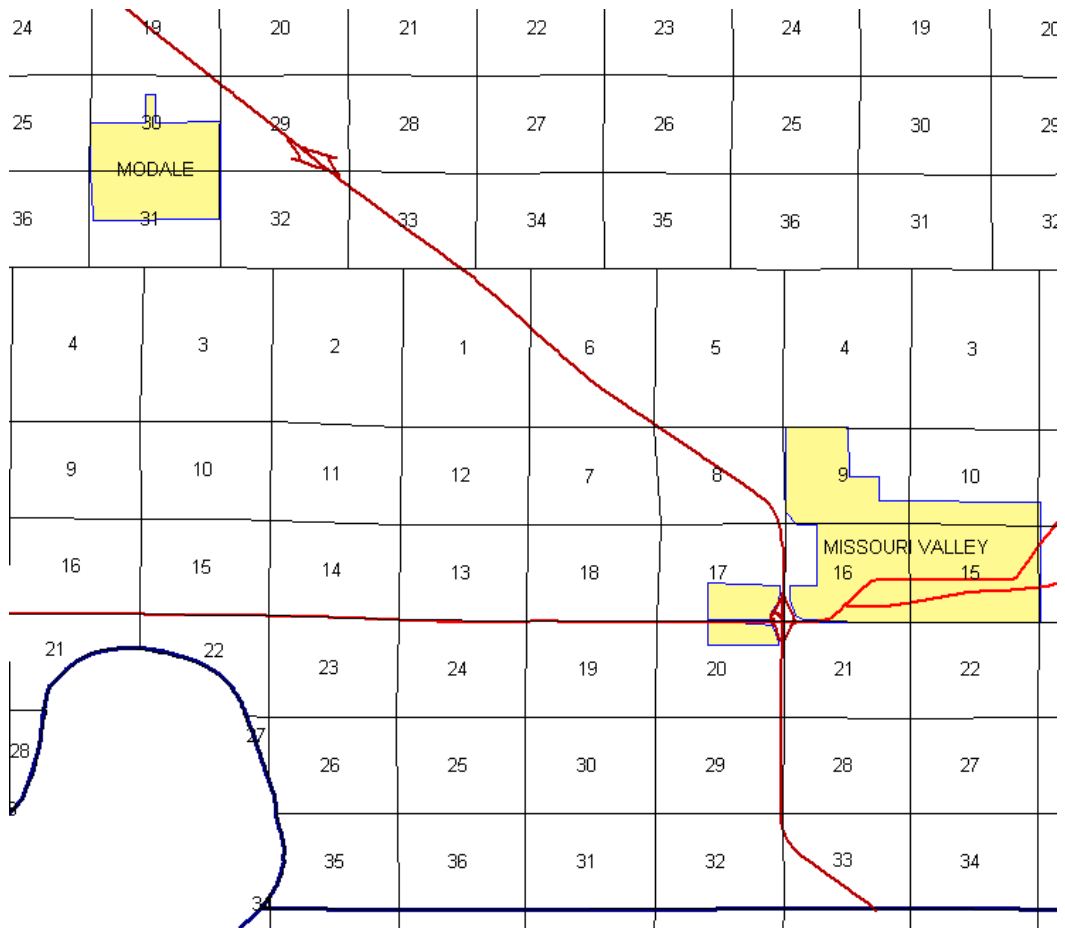 24 19 20 21 22 23 24 19 20
25 30 29 28 27 26 25 30 29
MODALE
36 31 32 33 34 35 36 31 32
4 3 2 1 6 5 4 3
9 10 11 12 7 8 9 10
MISSOURI VALLEY
16 15 14 13 18 17 16 15
21 22 23 24 19 20 21 22
28 27 26 25 30 29 28 27
35 36 31 32 33 34